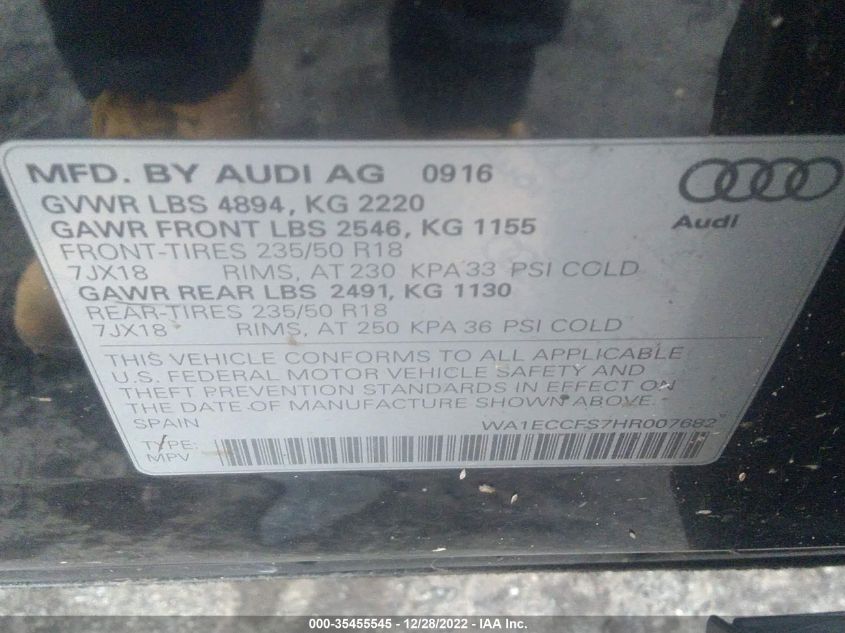 MFD. BY AUDI AG 0916
GVWR LBS 4894, KG 2220
GAWR FRONT LBS 2546, KG 1155
FRONT-TIRES 235/50 R18
7JX18 RIMS, AT 230 KPA 33 PSI COLD
GAWR REAR LBS 2491, KG 1130
REAR-TIRES 235/50 R18
7JX18 RIMS, AT 250 KPA 36 PSI COLD
Audi
THIS VEHICLE CONFORMS TO ALL APPLICABLE
U.S. FEDERAL MOTOR VEHICLE SAFETY AND
THEFT PREVENTION STANDARDS IN EFFECT ON
THE DATE OF MANUFACTURE SHOWN ABOVE.
SPAIN WA1ECCFS7HR007682
TYPE:
MPV
000-35455545 - 12/28/2022 - IAA Inc.